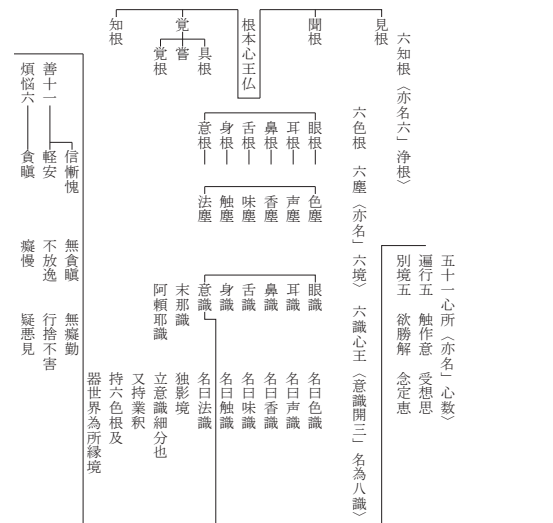 五十一心所〈亦名」心数〉
遍行五　触作意　受想思
別境五　欲勝解　念定恵
六知根〈亦名六」浄根〉
見根
聞根
根本心王仏
覚
具根
嘗
覚根
知根
六色根　六塵〈亦名」六境〉　六識心王〈意識開三」名為八識〉
眼根　色塵　眼識　名曰色識
耳根　声塵　耳識　名曰声識
鼻根　香塵　鼻識　名曰香識
舌根　味塵　舌識　名曰味識
身根　触塵　身識　名曰触識
意根　法塵　意識　名曰法識
末那識　独影境
阿頼耶識　立意識細分也
又持業釈
持六色根及
器世界為所縁境
善十一　信慚愧　無貪瞋　無癡勤
軽安　不放逸　行捨不害
煩悩六　貪瞋　癡慢　疑悪見